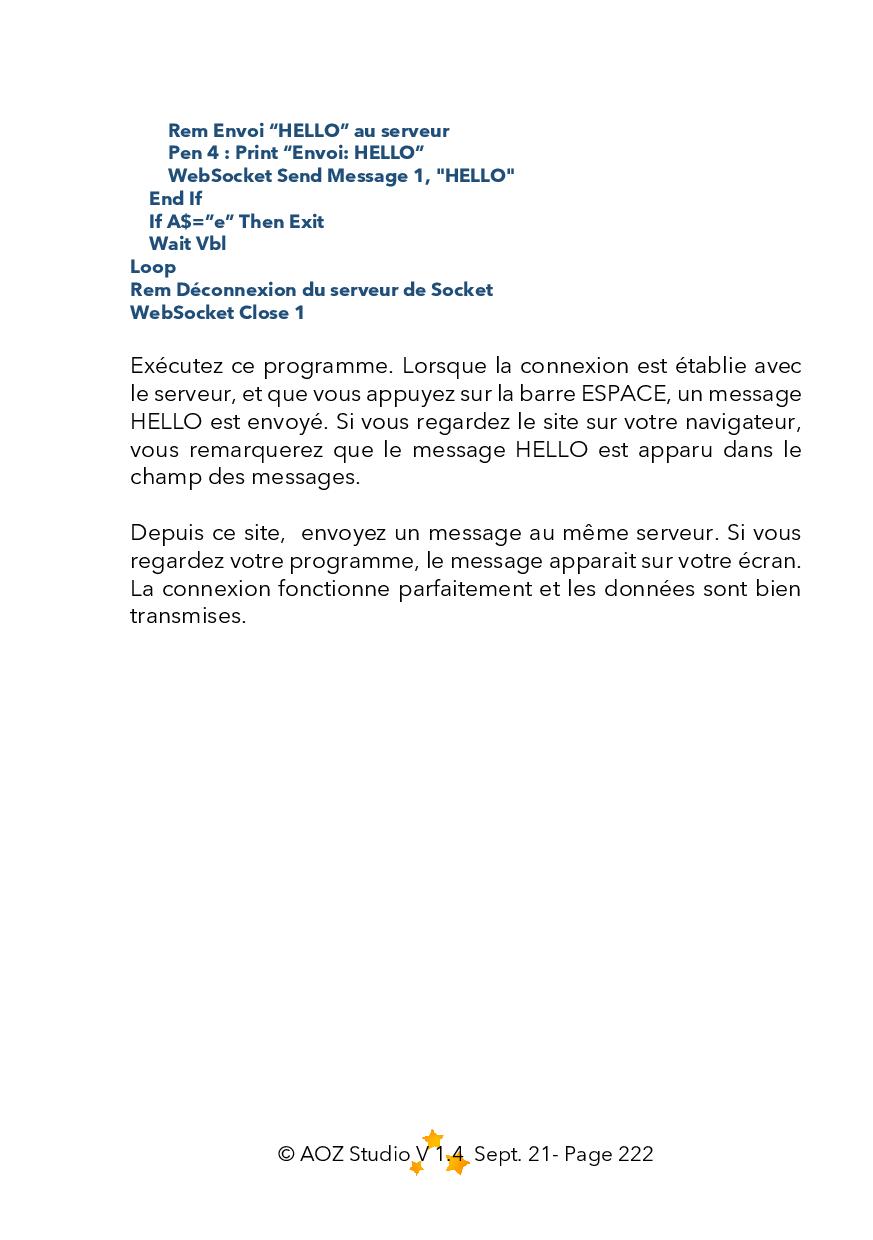 Rem Envoi “HELLO” au serveur
Pen 4 : Print “Envoi: HELLO”
WebSocket Send Message 1, "HELLO"
End If
If A$=”e” Then Exit
Wait Vbl
Loop
Rem Déconnexion du serveur de Socket
WebSocket Close 1
Exécutez ce programme. Lorsque la connexion est établie avec
le serveur, et que vous appuyez sur la barre ESPACE, un message
HELLO est envoyé. Si vous regardez le site sur votre navigateur,
vous remarquerez que le message HELLO est apparu dans le
champ des messages.
Depuis ce site,  envoyez un message au même serveur. Si vous
regardez votre programme, le message apparait sur votre écran.
La connexion fonctionne parfaitement et les données sont bien
transmises.
© AOZ Studio V 1.4  Sept. 21- Page 222